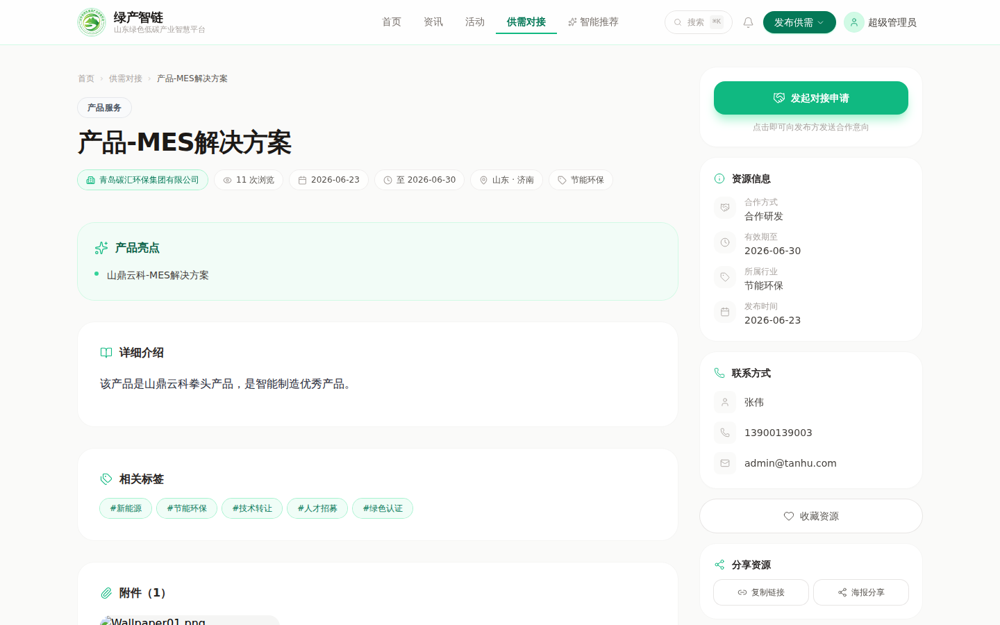 绿产智链
山东绿色低碳产业智慧平台
首页
资讯
活动
供需对接
智能推荐
搜索 ⌘K
发布供需
超级管理员
首页 › 供需对接 › 产品-MES解决方案
产品服务
产品-MES解决方案
青岛碳汇环保集团有限公司
11 次浏览
2026-06-23
至 2026-06-30
山东 · 济南
节能环保
产品亮点
山鼎云科-MES解决方案
详细介绍
该产品是山鼎云科拳头产品，是智能制造优秀产品。
相关标签
#新能源
#节能环保
#技术转让
#人才招募
#绿色认证
附件（1）
Wallpaper01.png
发起对接申请
点击即可向发布方发送合作意向
资源信息
合作方式
合作研发
有效期至
2026-06-30
所属行业
节能环保
发布时间
2026-06-23
联系方式
张伟
13900139003
admin@tanhu.com
收藏资源
分享资源
复制链接
海报分享